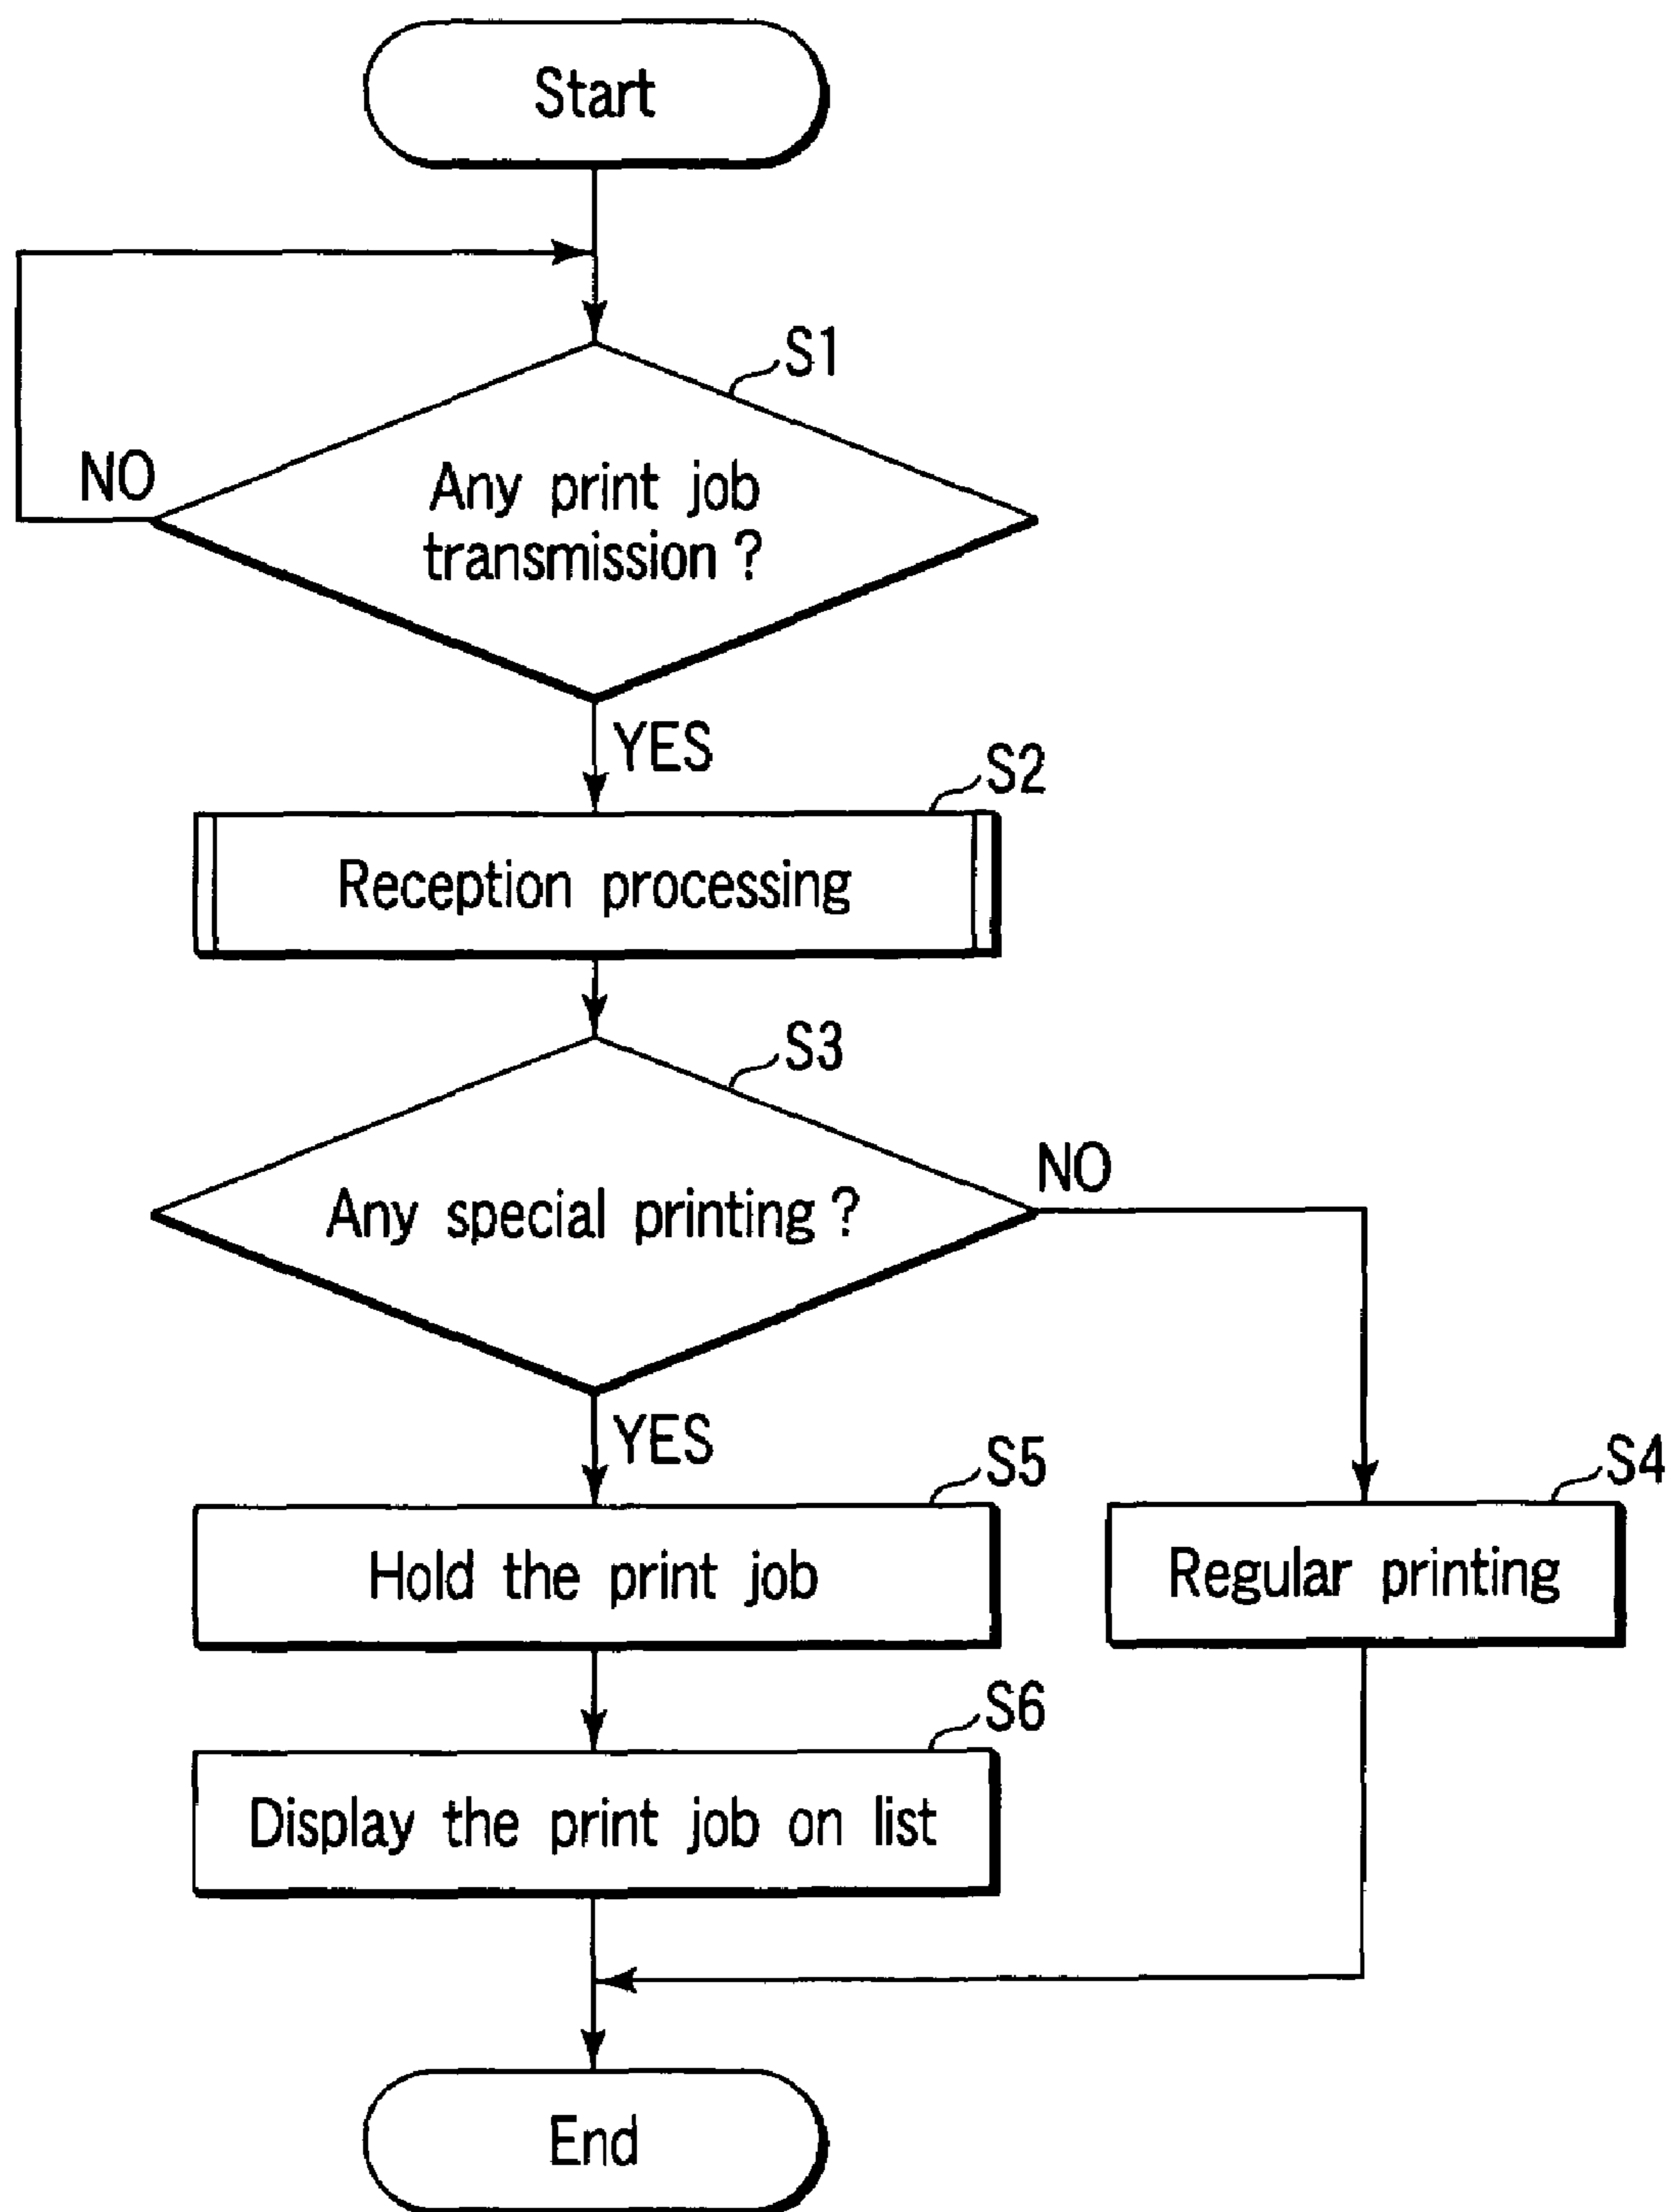 Start
S1
NO
Any print job
transmission ?
YES
S2
Reception processing
S3
NO
Any special printing ?
YES
S5
S4
Hold the print job
Regular printing
S6
Display the print job on list
End